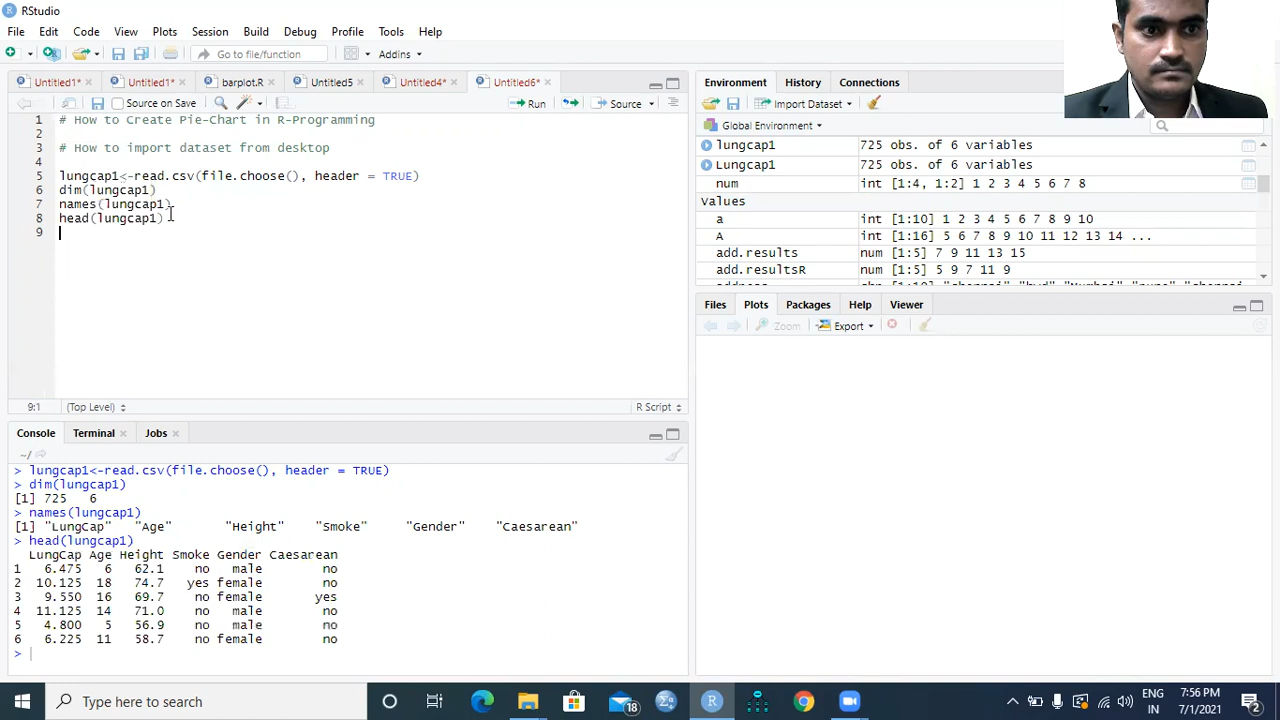 RStudio
File Edit Code View Plots Session Build Debug Profile Tools Help
Go to file/function Addins
Untitled1* Untitled1* barplot.R Untitled5 Untitled4* Untitled6*
Source on Save Run Source
1 # How to Create Pie-Chart in R-Programming
2
3 # How to import dataset from desktop
4
5 lungcap1<-read.csv(file.choose(), header = TRUE)
6 dim(lungcap1)
7 names(lungcap1)
8 head(lungcap1)
9
9:1 (Top Level) R Script
Console Terminal Jobs
~/
> lungcap1<-read.csv(file.choose(), header = TRUE)
> dim(lungcap1)
[1] 725 6
> names(lungcap1)
[1] "LungCap" "Age" "Height" "Smoke" "Gender" "Caesarean"
> head(lungcap1)
LungCap Age Height Smoke Gender Caesarean
1 6.475 6 62.1 no male no
2 10.125 18 74.7 yes female no
3 9.550 16 69.7 no female yes
4 11.125 14 71.0 no male no
5 4.800 5 56.9 no male no
6 6.225 11 58.7 no female no
>
Environment History Connections
Import Dataset
Global Environment
lungcap1 725 obs. of 6 variables
Lungcap1 725 obs. of 6 variables
num int [1:4, 1:2] 1 2 3 4 5 6 7 8
Values
a int [1:10] 1 2 3 4 5 6 7 8 9 10
A int [1:16] 5 6 7 8 9 10 11 12 13 14 ...
add.results num [1:5] 7 9 11 13 15
add.resultsR num [1:5] 5 9 7 11 9
Files Plots Packages Help Viewer
Zoom Export
Type here to search
18
ENG
IN
7:56 PM
7/1/2021
2